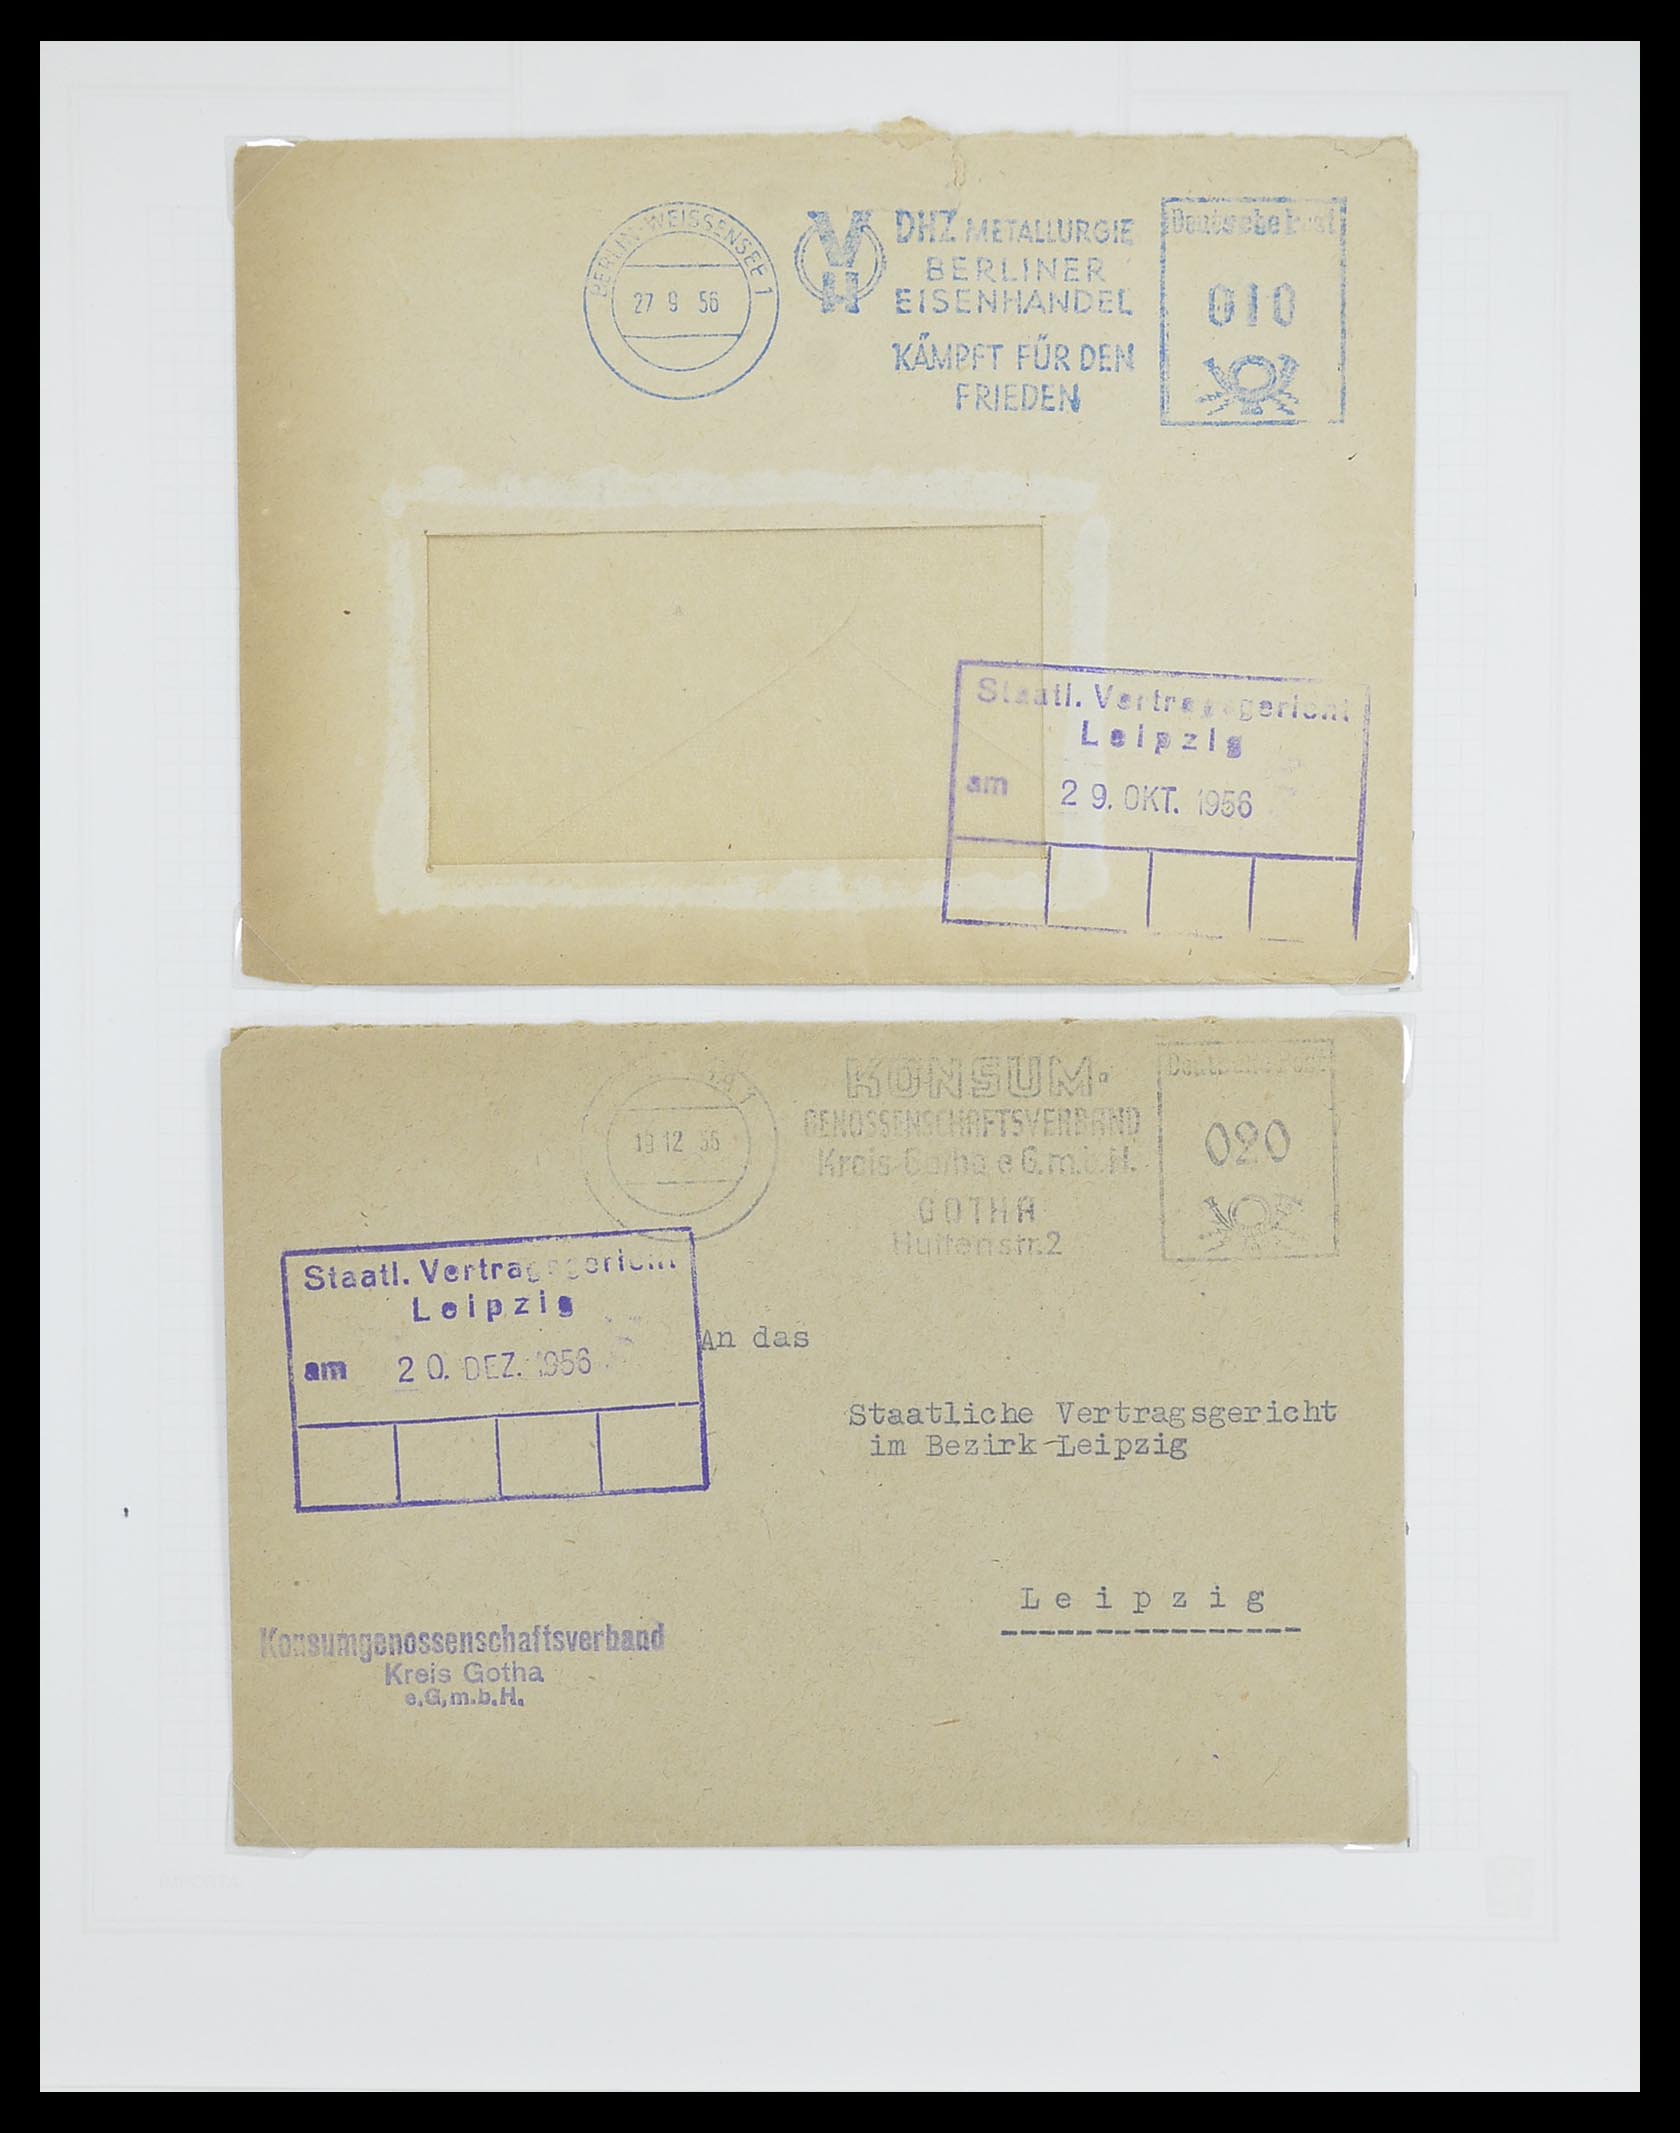 BERLIN-WEISSENSEE 1
27 9 56
VH
DHZ METALLURGIE
BERLINER
EISENHANDEL
KÄMPFT FÜR DEN
FRIEDEN
Deutsche Post
010
Staatl. Vertragsgericht
Leipzig
am 29. OKT. 1956
19 12 56
KONSUM-
GENOSSENSCHAFTSVERBAND
Kreis Gotha e G.m.b.H.
GOTHA
Huttenstr.2
Deutsche Post
020
Staatl. Vertragsgericht
Leipzig
am 20. DEZ. 1956
An das
Staatliche Vertragsgericht
im Bezirk Leipzig
Leipzig
Konsumgenossenschaftsverband
Kreis Gotha
e.G.m.b.H.
IMPORTA